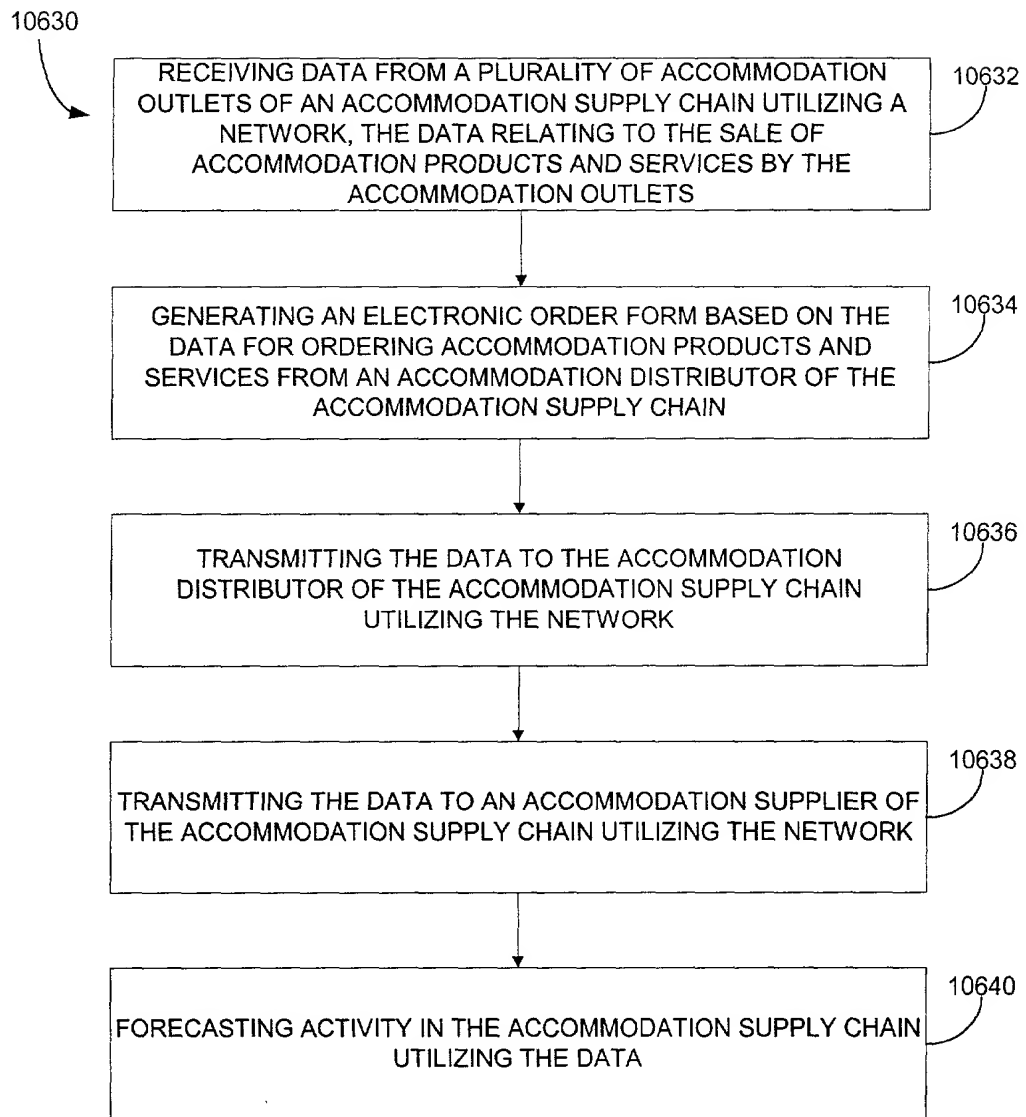 10630
RECEIVING DATA FROM A PLURALITY OF ACCOMMODATION
OUTLETS OF AN ACCOMMODATION SUPPLY CHAIN UTILIZING A
NETWORK, THE DATA RELATING TO THE SALE OF
ACCOMMODATION PRODUCTS AND SERVICES BY THE
ACCOMMODATION OUTLETS
10632
GENERATING AN ELECTRONIC ORDER FORM BASED ON THE
DATA FOR ORDERING ACCOMMODATION PRODUCTS AND
SERVICES FROM AN ACCOMMODATION DISTRIBUTOR OF THE
ACCOMMODATION SUPPLY CHAIN
10634
TRANSMITTING THE DATA TO THE ACCOMMODATION
DISTRIBUTOR OF THE ACCOMMODATION SUPPLY CHAIN
UTILIZING THE NETWORK
10636
TRANSMITTING THE DATA TO AN ACCOMMODATION SUPPLIER OF
THE ACCOMMODATION SUPPLY CHAIN UTILIZING THE NETWORK
10638
FORECASTING ACTIVITY IN THE ACCOMMODATION SUPPLY CHAIN
UTILIZING THE DATA
10640